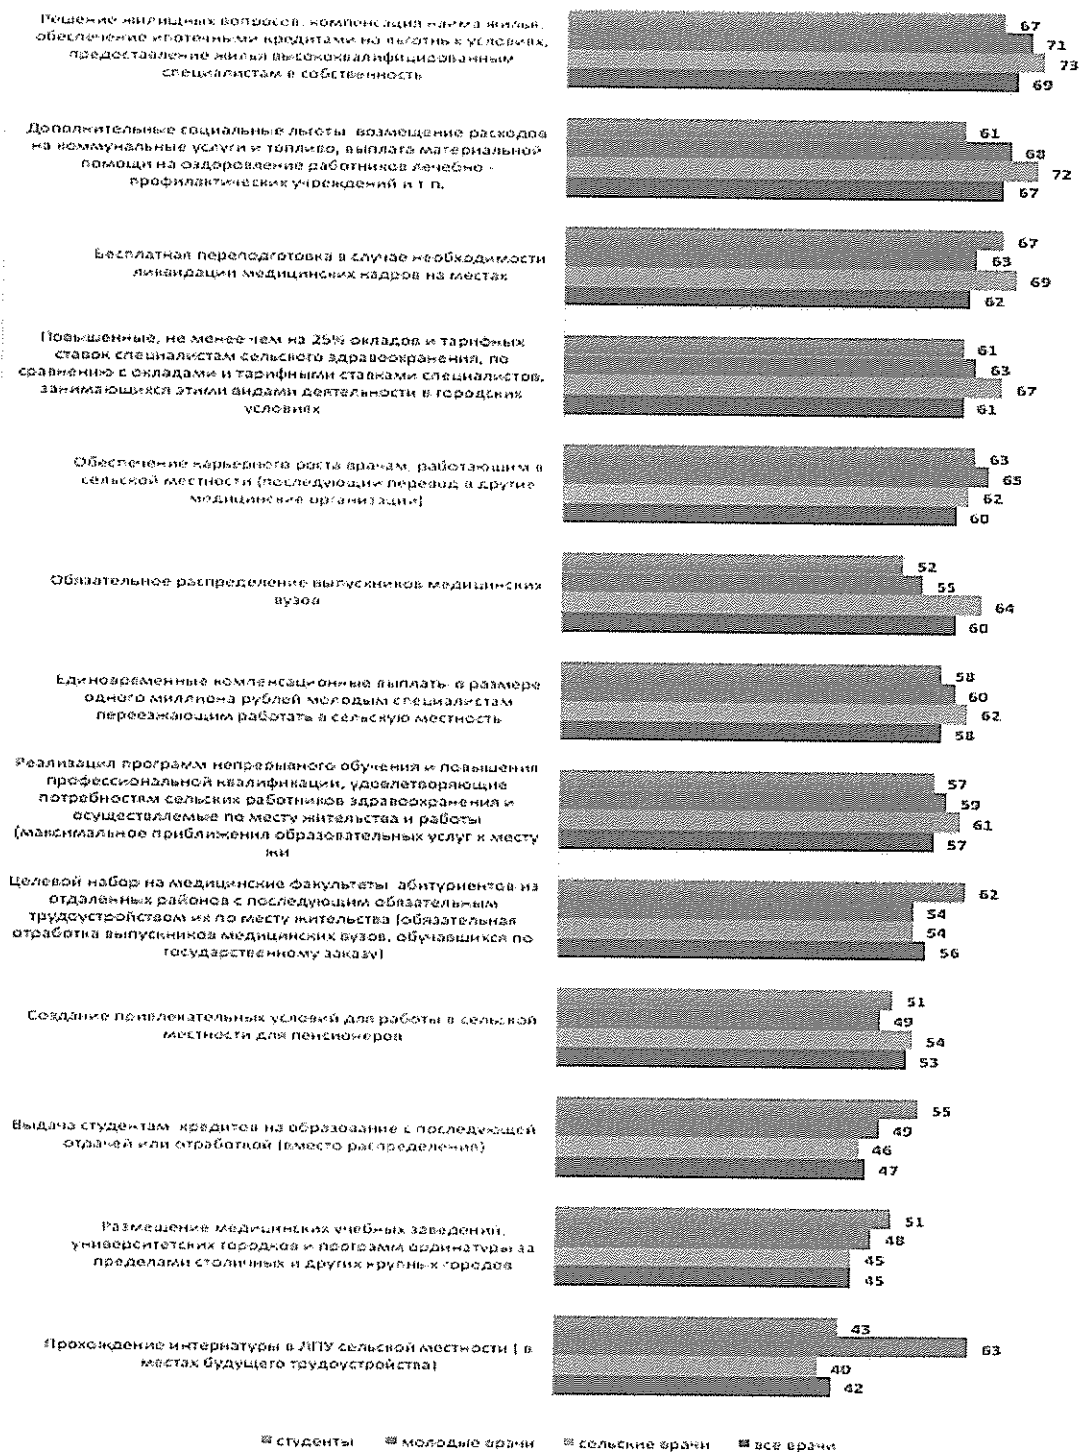 Решение жилищных вопросов, компенсация найма жилья,
обеспечение ипотечными кредитами на льготных условиях,
предоставление жилья высококвалифицированным
специалистам в собственность
67
71
73
69
Дополнительные социальные льготы возмещение расходов
на коммунальные услуги и топливо, выплата материальной
помощи на оздоровление работников лечебно -
профилактических учреждений и т п.
61
68
72
67
Бесплатная переподготовка в случае необходимости
ликвидации медицинских кадров на местах
67
63
69
62
Повышенные, не менее чем на 25% окладов и тарифных
ставок специалистам сельского здравоохранения, по
сравнению с окладами и тарифными ставками специалистов,
занимающихся этими видами деятельности в городских
условиях
61
63
67
61
Обеспечение карьерного роста врачам, работающим в
сельской местности (последующий перевод в другие
медицинские организации)
63
65
62
60
Обязательное распределение выпускников медицинских
вузов
52
55
64
60
Единовременные компенсационные выплаты в размере
одного миллиона рублей молодым специалистам
переезжающим работать в сельскую местность
58
60
62
58
Реализация программ непрерывного обучения и повышения
профессиональной квалификации, удовлетворяющие
потребностям сельских работников здравоохранения и
осуществляемые по месту жительства и работы
(максимальное приближения образовательных услуг к месту
жи
57
59
61
57
Целевой набор на медицинские факультеты абитуриентов из
отдаленных районов с последующим обязательным
трудоустройством их по месту жительства (обязательная
отработка выпускников медицинских вузов, обучавшихся по
государственному заказу)
62
54
54
56
Создание привлекательных условий для работы в сельской
местности для пенсионеров
51
49
54
53
Выдача студентам кредитов на образование с последующей
отдачей или отработкой (вместо распределения)
55
49
46
47
Размещение медицинских учебных заведений,
университетских городков и программ ординатуры за
пределами столичных и других крупных городов
51
48
45
45
Прохождение интернатуры в ЛПУ сельской местности ( в
местах будущего трудоустройства)
43
63
40
42
студенты молодые врачи сельские врачи все врачи